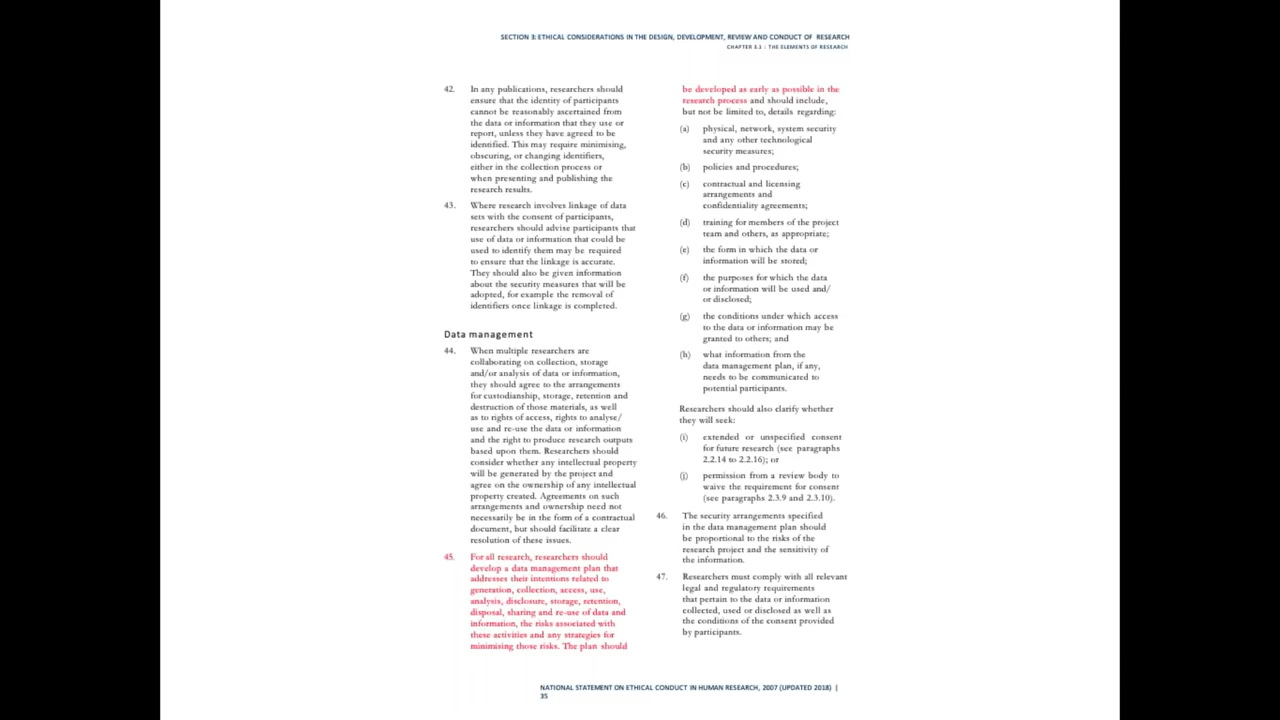 SECTION 3: ETHICAL CONSIDERATIONS IN THE DESIGN, DEVELOPMENT, REVIEW AND CONDUCT OF RESEARCH
CHAPTER 3.1 : THE ELEMENTS OF RESEARCH
42. In any publications, researchers should
ensure that the identity of participants
cannot be reasonably ascertained from
the data or information that they use or
report, unless they have agreed to be
identified. This may require minimising,
obscuring, or changing identifiers,
either in the collection process or
when presenting and publishing the
research results.
43. Where research involves linkage of data
sets with the consent of participants,
researchers should advise participants that
use of data or information that could be
used to identify them may be required
to ensure that the linkage is accurate.
They should also be given information
about the security measures that will be
adopted, for example the removal of
identifiers once linkage is completed.
Data management
44. When multiple researchers are
collaborating on collection, storage
and/or analysis of data or information,
they should agree to the arrangements
for custodianship, storage, retention and
destruction of those materials, as well
as to rights of access, rights to analyse/
use and re-use the data or information
and the right to produce research outputs
based upon them. Researchers should
consider whether any intellectual property
will be generated by the project and
agree on the ownership of any intellectual
property created. Agreements on such
arrangements and ownership need not
necessarily be in the form of a contractual
document, but should facilitate a clear
resolution of these issues.
45. For all research, researchers should
develop a data management plan that
addresses their intentions related to
generation, collection, access, use,
analysis, disclosure, storage, retention,
disposal, sharing and re-use of data and
information, the risks associated with
these activities and any strategies for
minimising those risks. The plan should
be developed as early as possible in the
research process and should include,
but not be limited to, details regarding:
(a) physical, network, system security
and any other technological
security measures;
(b) policies and procedures;
(c) contractual and licensing
arrangements and
confidentiality agreements;
(d) training for members of the project
team and others, as appropriate;
(e) the form in which the data or
information will be stored;
(f) the purposes for which the data
or information will be used and/
or disclosed;
(g) the conditions under which access
to the data or information may be
granted to others; and
(h) what information from the
data management plan, if any,
needs to be communicated to
potential participants.
Researchers should also clarify whether
they will seek:
(i) extended or unspecified consent
for future research (see paragraphs
2.2.14 to 2.2.16); or
(j) permission from a review body to
waive the requirement for consent
(see paragraphs 2.3.9 and 2.3.10).
46. The security arrangements specified
in the data management plan should
be proportional to the risks of the
research project and the sensitivity of
the information.
47. Researchers must comply with all relevant
legal and regulatory requirements
that pertain to the data or information
collected, used or disclosed as well as
the conditions of the consent provided
by participants.
NATIONAL STATEMENT ON ETHICAL CONDUCT IN HUMAN RESEARCH, 2007 (UPDATED 2018) |
35